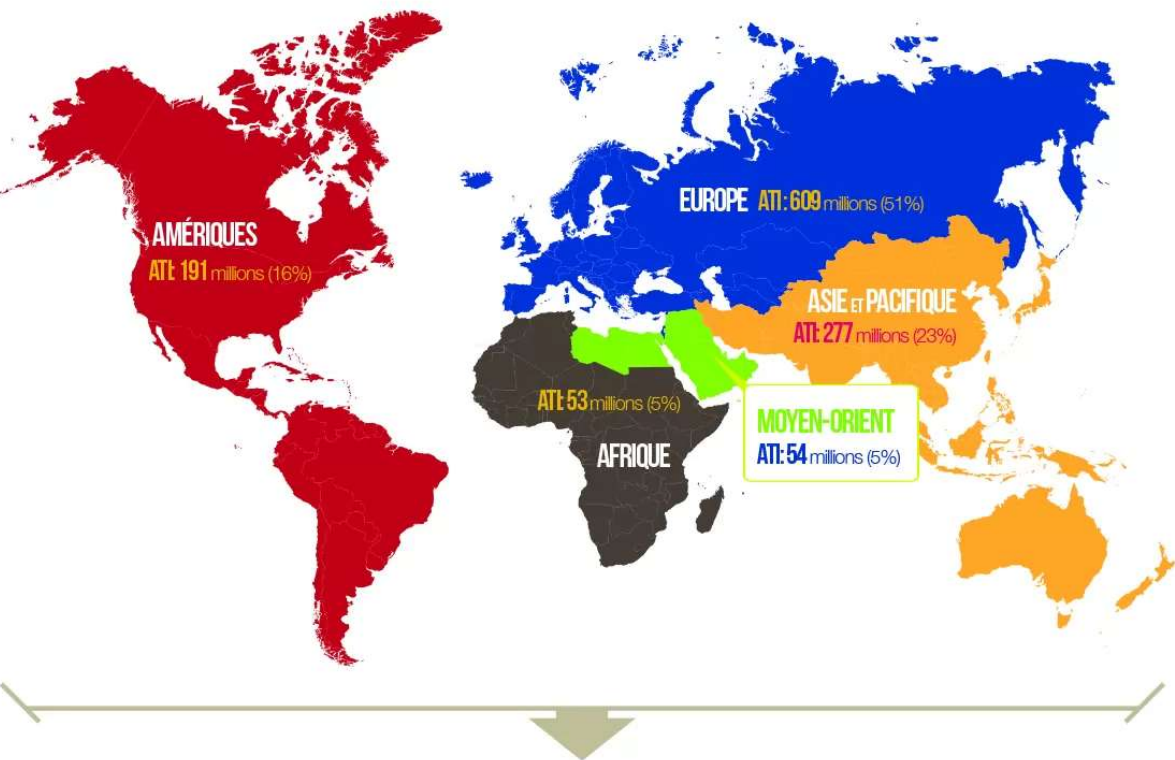 AMÉRIQUES
ATI: 191 millions (16%)
EUROPE ATI: 609 millions (51%)
ASIE ET PACIFIQUE
ATI: 277 millions (23%)
ATI: 53 millions (5%)
AFRIQUE
MOYEN-ORIENT
ATI: 54 millions (5%)